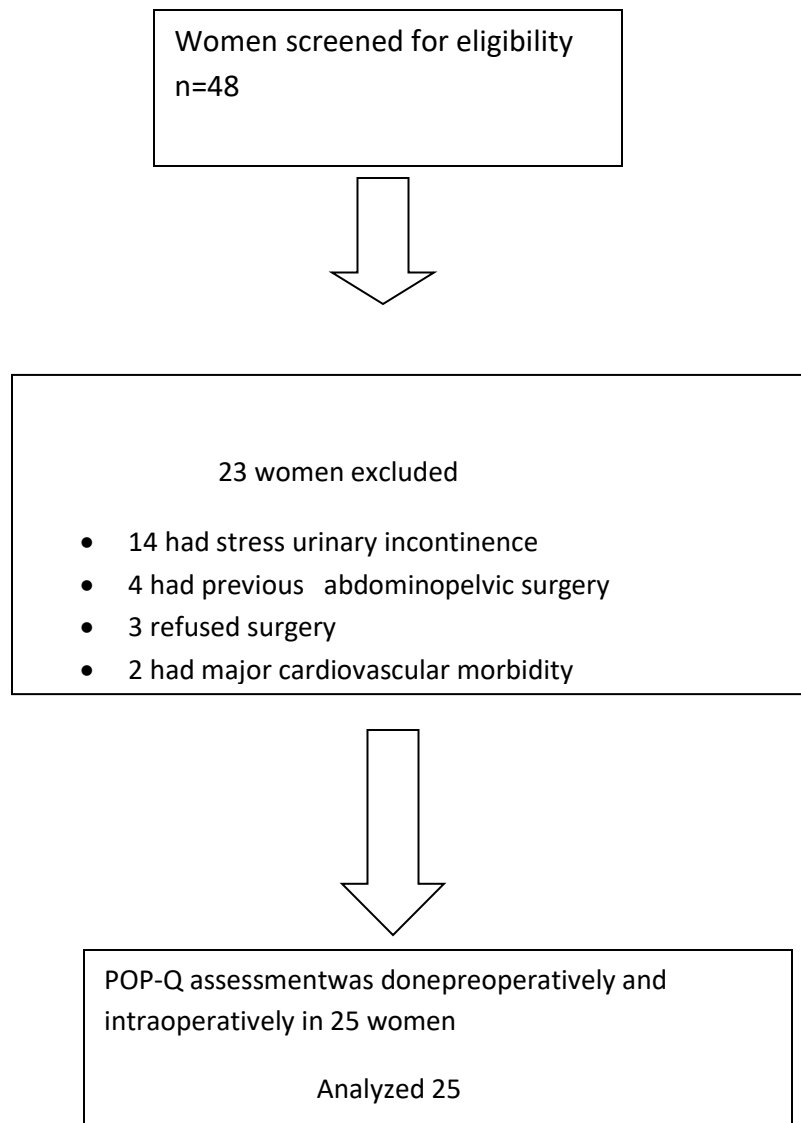 Women screened for eligibility
n=48
23 women excluded
• 14 had stress urinary incontinence
• 4 had previous abdominopelvic surgery
• 3 refused surgery
• 2 had major cardiovascular morbidity
POP-Q assessmentwas donepreoperatively and
intraoperatively in 25 women
Analyzed 25